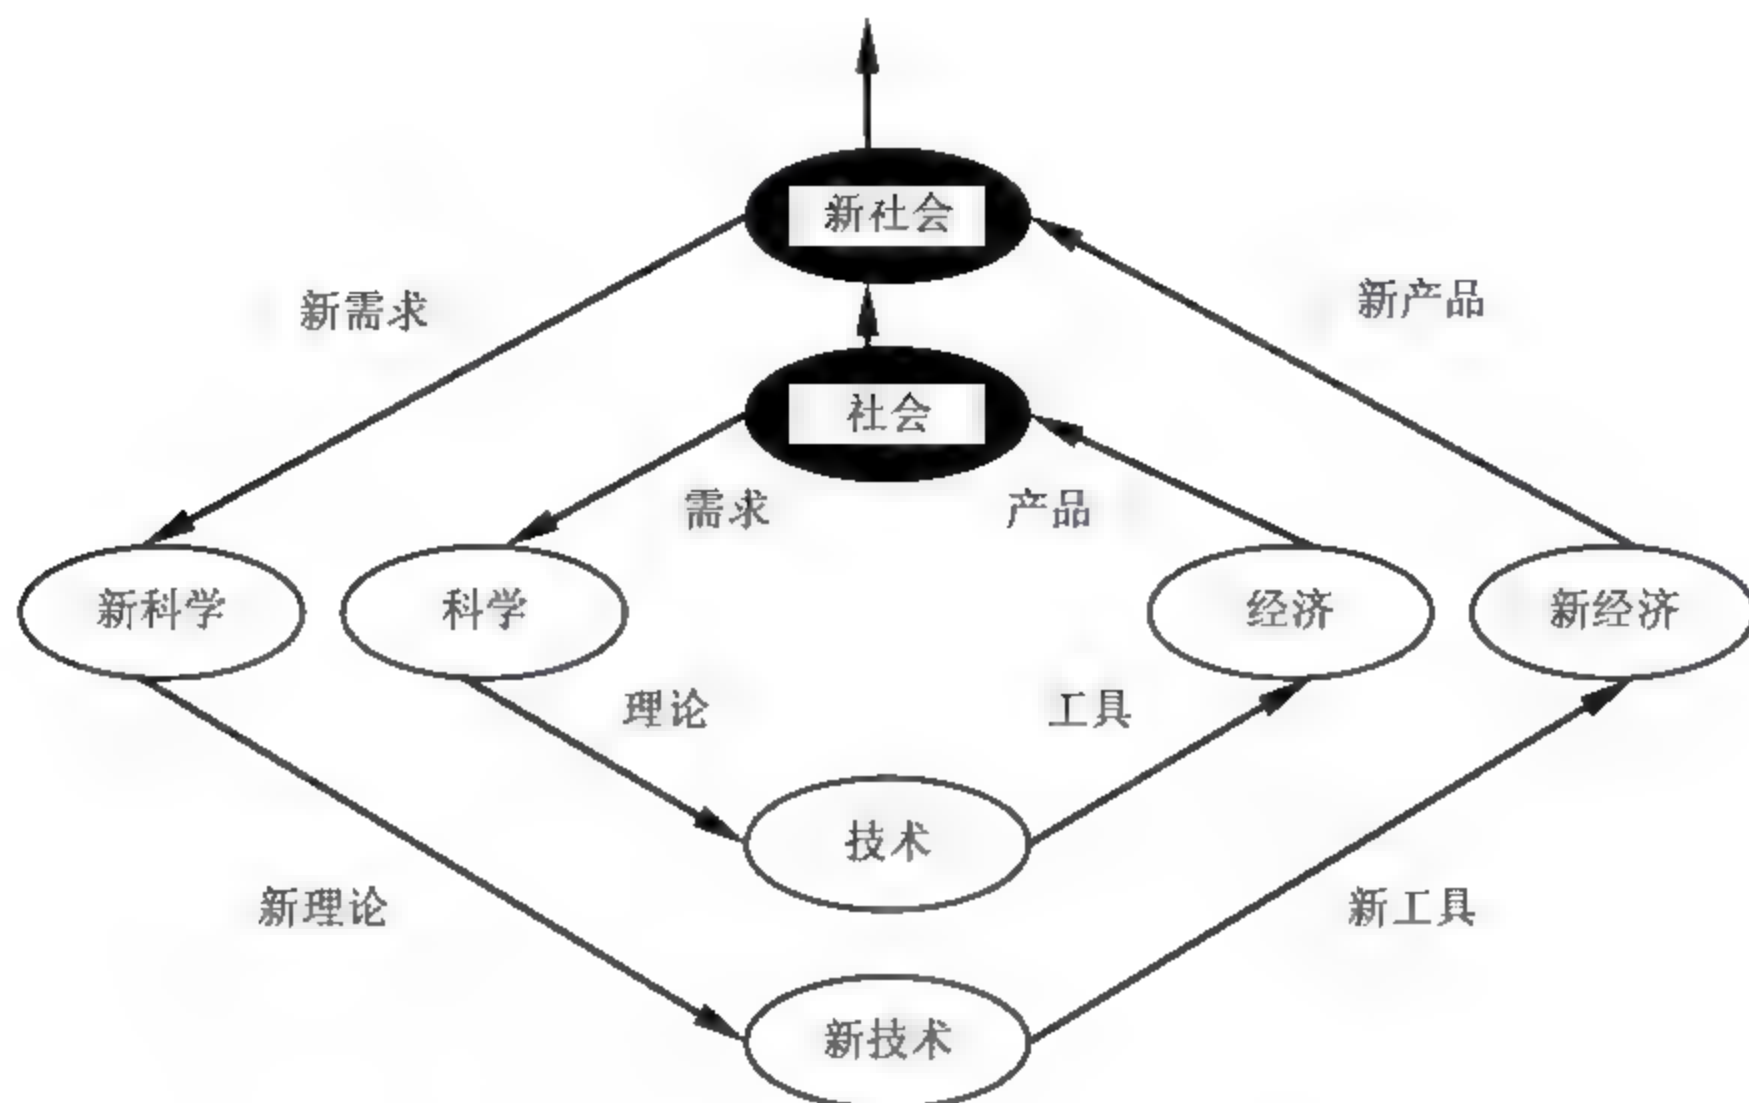 新社会
新需求
新产品
社会
需求
产品
新科学
科学
经济
新经济
理论
工具
技术
新理论
新工具
新技术